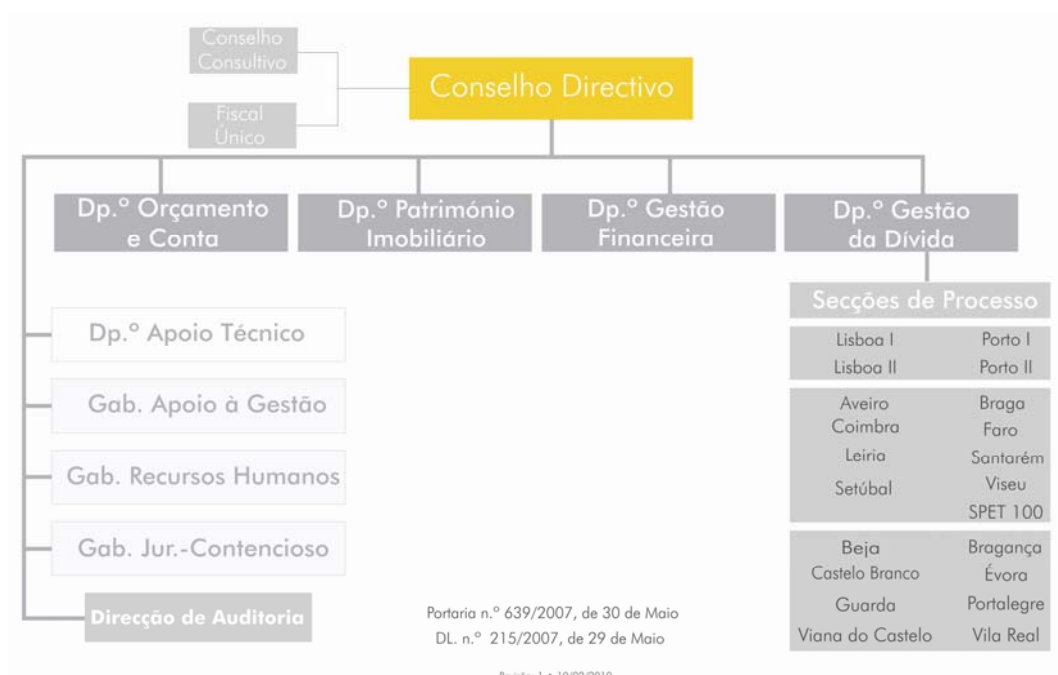 Conselho
Consultivo
Conselho Directivo
Fiscal
Único
Dp.º Orçamento
e Conta
Dp.º Património
Imobiliário
Dp.º Gestão
Financeira
Dp.º Gestão
da Dívida
Dp.º Apoio Técnico
Gab. Apoio à Gestão
Gab. Recursos Humanos
Gab. Jur.-Contencioso
Direcção de Auditoria
Secções de Processo
Lisboa I Porto I
Lisboa II Porto II
Aveiro Braga
Coimbra Faro
Leiria Santarém
Setúbal Viseu
SPET 100
Beja Bragança
Castelo Branco Évora
Guarda Portalegre
Viana do Castelo Vila Real
Portaria n.º 639/2007, de 30 de Maio
DL. n.º 215/2007, de 29 de Maio